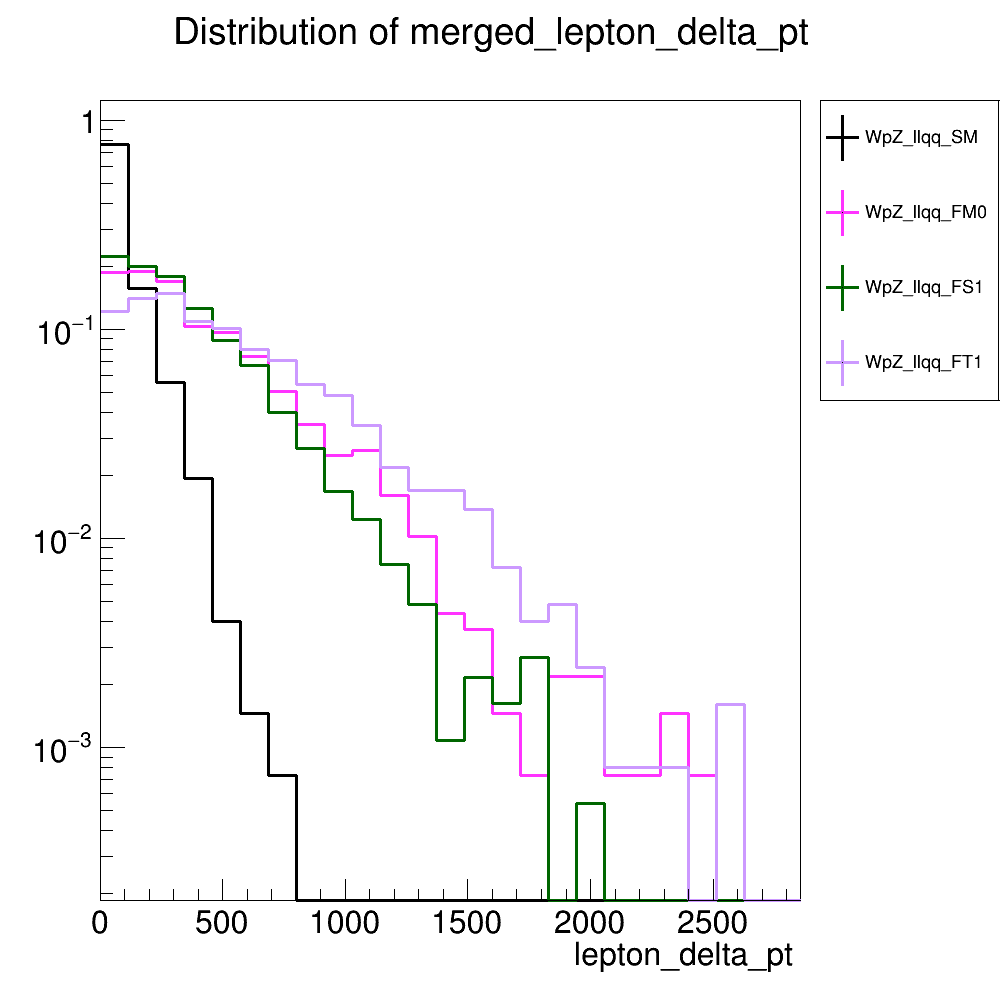 Distribution of merged_lepton_delta_pt
1
10−1
10−2
10−3
0 500 1000 1500 2000 2500
lepton_delta_pt
WpZ_llqq_SM
WpZ_llqq_FM0
WpZ_llqq_FS1
WpZ_llqq_FT1